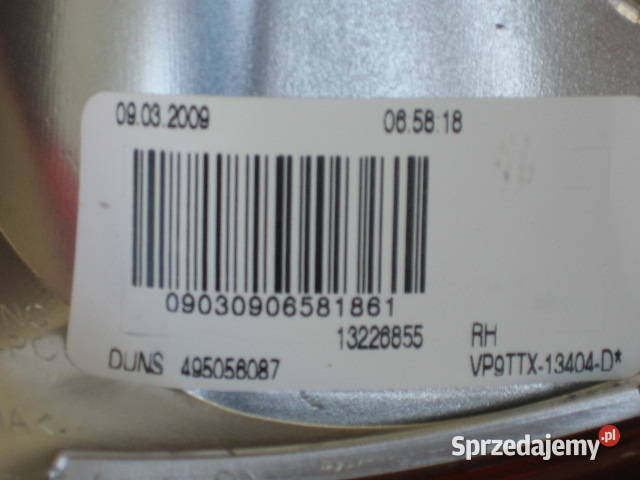 09.03.2009 06:58:18
09030906581861
13226855 RH
DUNS 495056087 VP9TTX-13404-D*
Sprzedajemy.pl